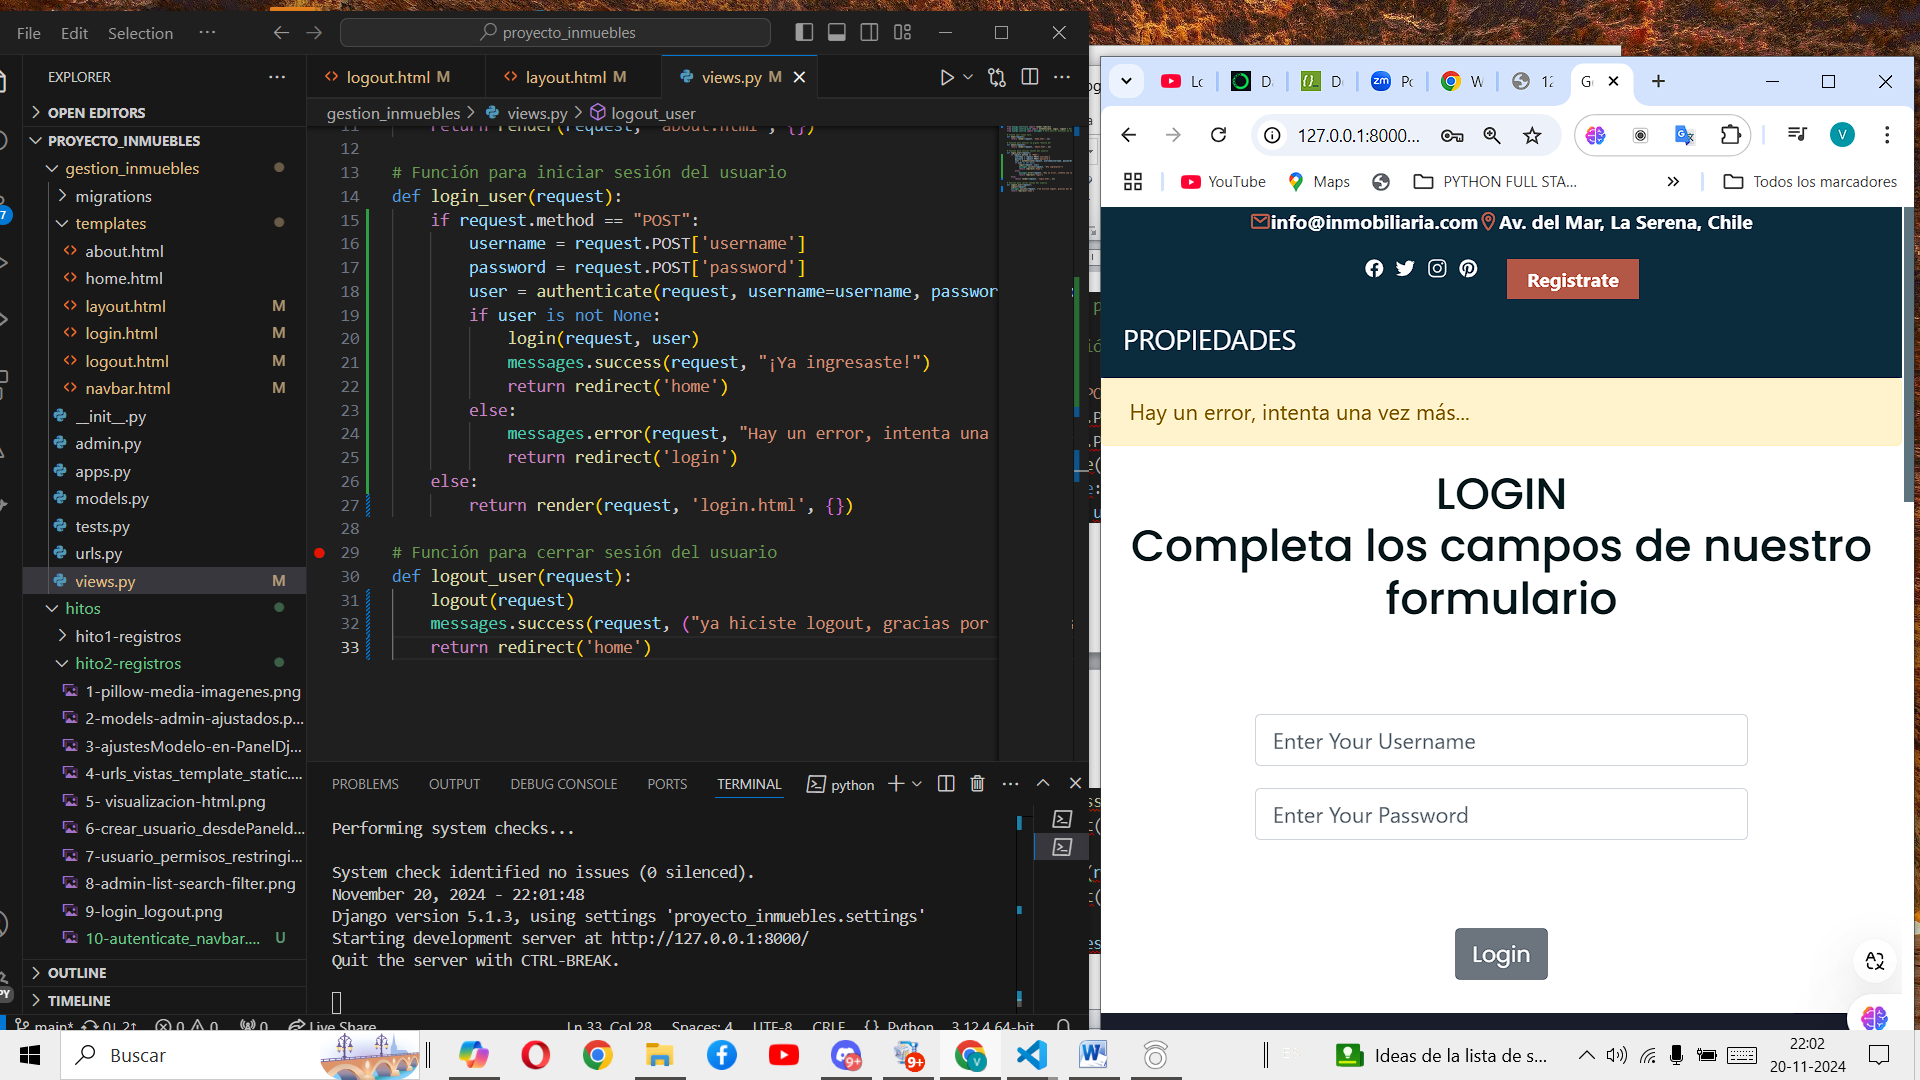 File Edit Selection ··· proyecto_inmuebles
EXPLORER
OPEN EDITORS
PROYECTO_INMUEBLES
gestion_inmuebles
migrations
templates
about.html
home.html
layout.html M
login.html M
logout.html M
navbar.html M
__init__.py
admin.py
apps.py
models.py
tests.py
urls.py
views.py M
hitos
hito1-registros
hito2-registros
1-pillow-media-imagenes.png
2-models-admin-ajustados.p...
3-ajustesModelo-en-PanelDj...
4-urls_vistas_template_static....
5- visualizacion-html.png
6-crear_usuario_desdePaneld...
7-usuario_permisos_restringi...
8-admin-list-search-filter.png
9-login_logout.png
10-autenticate_navbar.... U
OUTLINE
TIMELINE
logout.html M layout.html M views.py M
gestion_inmuebles > views.py > logout_user
11 return render(request, 'about.html', {})
12
13 # Función para iniciar sesión del usuario
14 def login_user(request):
15 if request.method == "POST":
16 username = request.POST['username']
17 password = request.POST['password']
18 user = authenticate(request, username=username, passwor
19 if user is not None:
20 login(request, user)
21 messages.success(request, "¡Ya ingresaste!")
22 return redirect('home')
23 else:
24 messages.error(request, "Hay un error, intenta una
25 return redirect('login')
26 else:
27 return render(request, 'login.html', {})
28
29 # Función para cerrar sesión del usuario
30 def logout_user(request):
31 logout(request)
32 messages.success(request, ("ya hiciste logout, gracias por
33 return redirect('home')
PROBLEMS OUTPUT DEBUG CONSOLE PORTS TERMINAL python
Performing system checks...
System check identified no issues (0 silenced).
November 20, 2024 - 22:01:48
Django version 5.1.3, using settings 'proyecto_inmuebles.settings'
Starting development server at http://127.0.0.1:8000/
Quit the server with CTRL-BREAK.
main* 0↓ 2↑ 0 0 0 Live Share Ln 33, Col 28 Spaces: 4 UTF-8 CRLF {} Python 3.12.4 64-bit
127.0.0.1:8000...
YouTube Maps PYTHON FULL STA... » Todos los marcadores
info@inmobiliaria.com Av. del Mar, La Serena, Chile
Registrate
PROPIEDADES
Hay un error, intenta una vez más...
LOGIN
Completa los campos de nuestro
formulario
Enter Your Username
Enter Your Password
Login
Buscar
Ideas de la lista de s...
22:02
20-11-2024